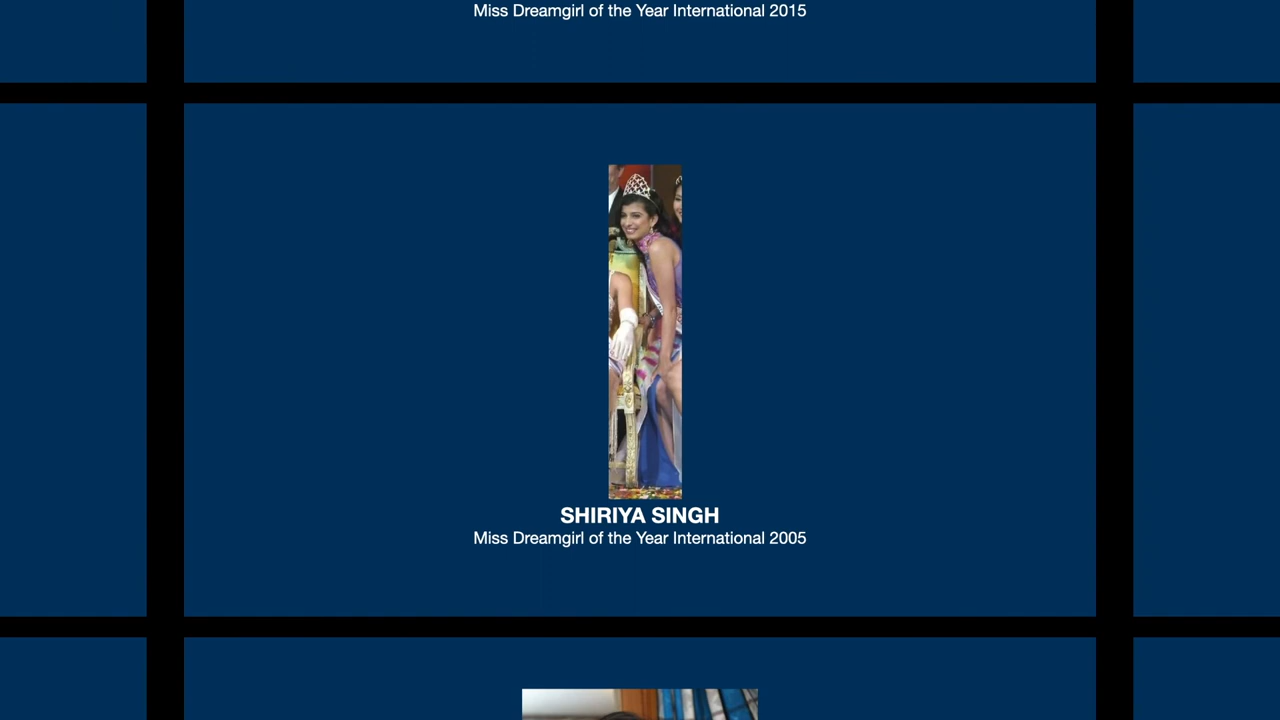 Miss Dreamgirl of the Year International 2015
SHIRIYA SINGH
Miss Dreamgirl of the Year International 2005